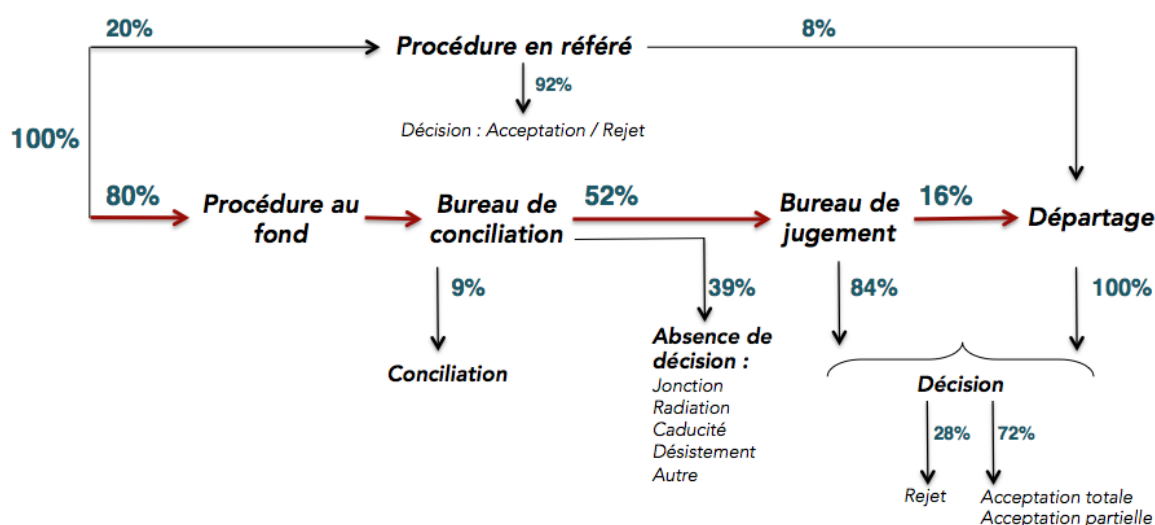 20%
Procédure en référé
8%
92%
Décision : Acceptation / Rejet
100%
80%
Procédure au
fond
Bureau de
conciliation
52%
Bureau de
jugement
16%
Départage
9%
39%
84%
100%
Conciliation
Absence de
décision :
Jonction
Radiation
Caducité
Désistement
Autre
Décision
28%
72%
Rejet
Acceptation totale
Acceptation partielle